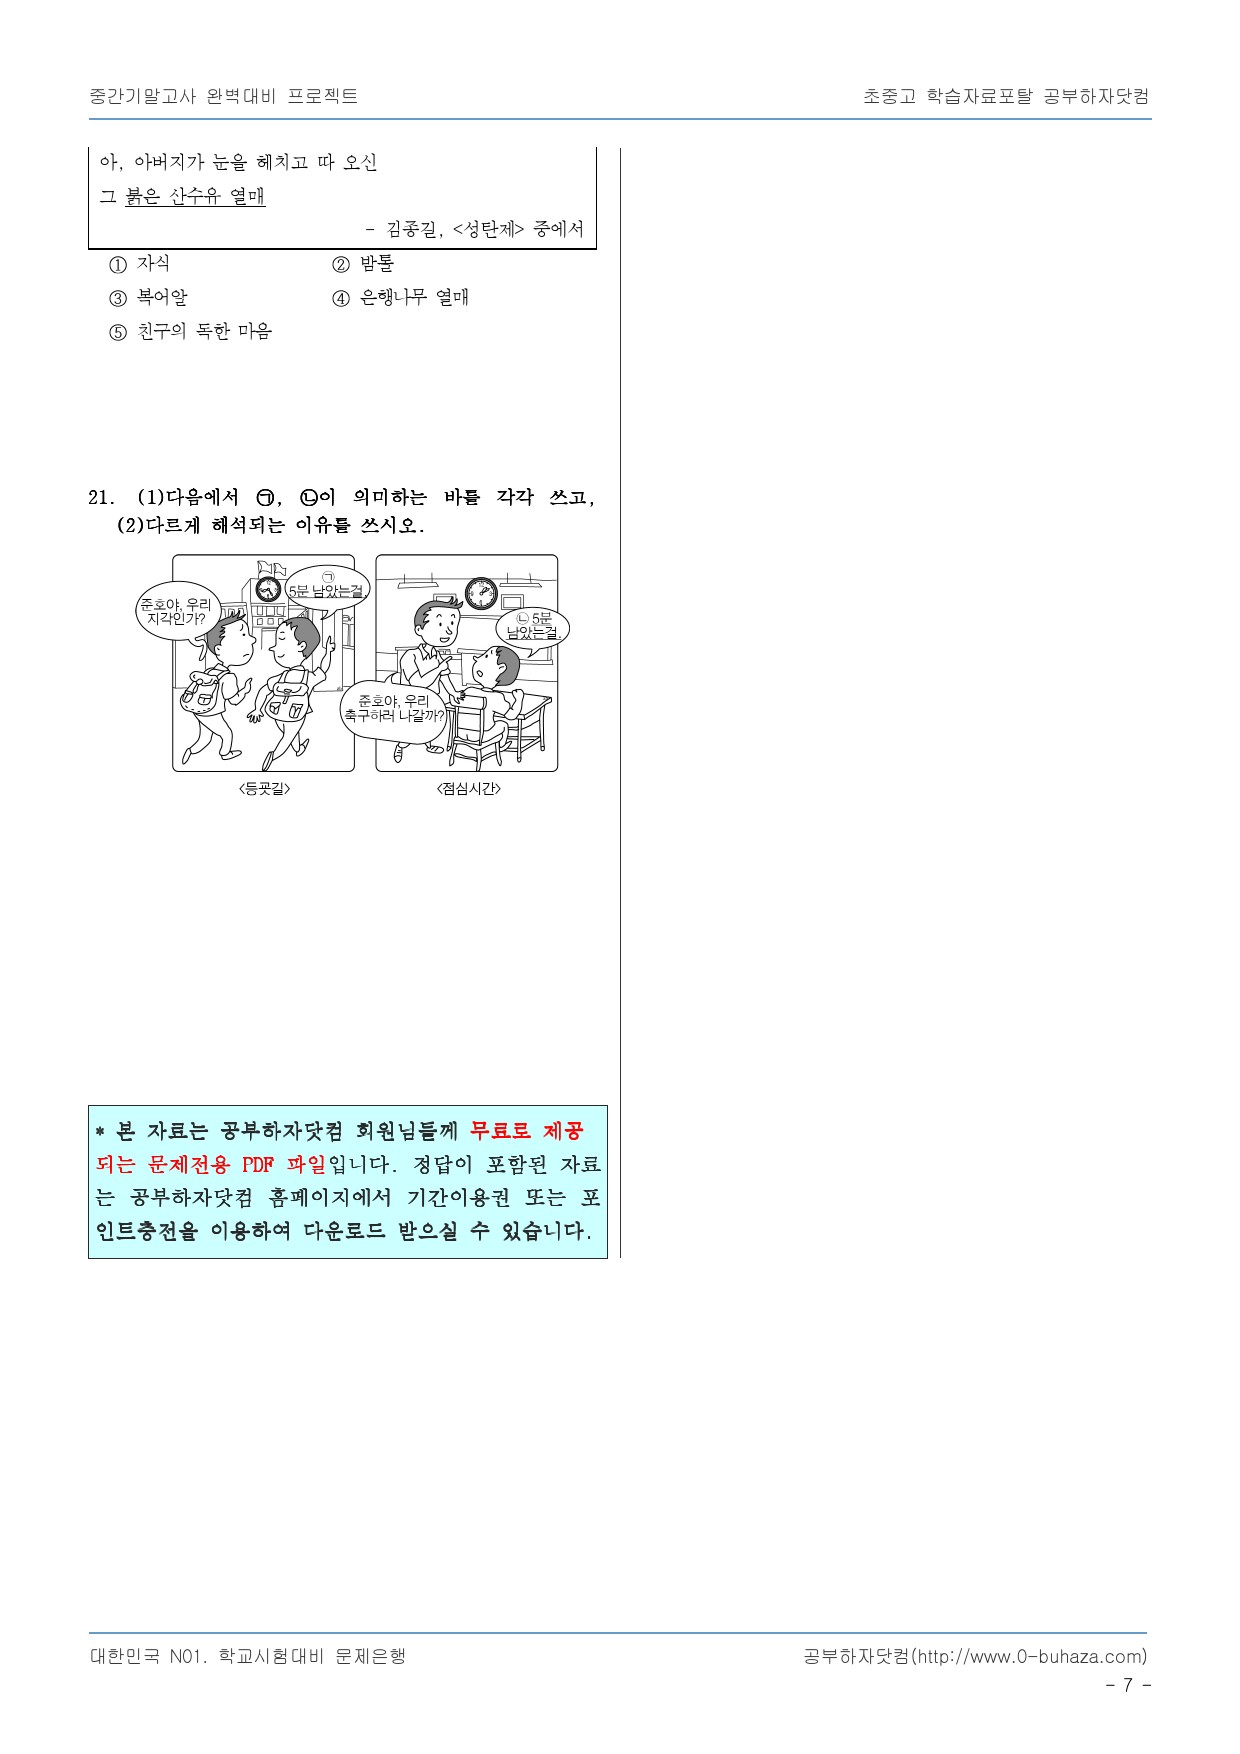 중간기말고사 완벽대비 프로젝트
초중고 학습자료포탈 공부하자닷컴
아, 아버지가 눈을 헤치고 따 오신
그 붉은 산수유 열매
- 김종길, <성탄제> 중에서
① 자식
② 밤톨
③ 복어알
④ 은행나무 열매
⑤ 친구의 독한 마음
21. (1)다음에서 ㉠, ㉡이 의미하는 바를 각각 쓰고,
(2)다르게 해석되는 이유를 쓰시오.
준호야, 우리
지각인가?
㉠
5분 남았는걸.
준호야, 우리
축구하러 나갈까?
㉡ 5분
남았는걸.
<등굣길>
<점심시간>
* 본 자료는 공부하자닷컴 회원님들께 무료로 제공
되는 문제전용 PDF 파일입니다. 정답이 포함된 자료
는 공부하자닷컴 홈페이지에서 기간이용권 또는 포
인트충전을 이용하여 다운로드 받으실 수 있습니다.
대한민국 N01. 학교시험대비 문제은행
공부하자닷컴(http://www.0-buhaza.com)
- 7 -